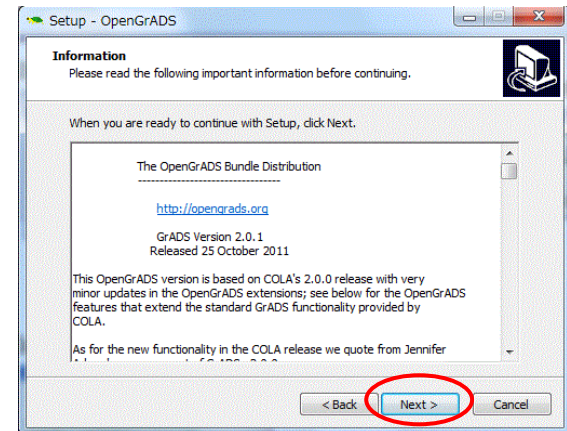 Setup - OpenGrADS
Information
Please read the following important information before continuing.
When you are ready to continue with Setup, click Next.
The OpenGrADS Bundle Distribution
--------------------------------
http://opengrads.org
GrADS Version 2.0.1
Released 25 October 2011
This OpenGrADS version is based on COLA's 2.0.0 release with very
minor updates in the OpenGrADS extensions; see below for the OpenGrADS
features that extend the standard GrADS functionality provided by
COLA.
As for the new functionality in the COLA release we quote from Jennifer
< Back
Next >
Cancel